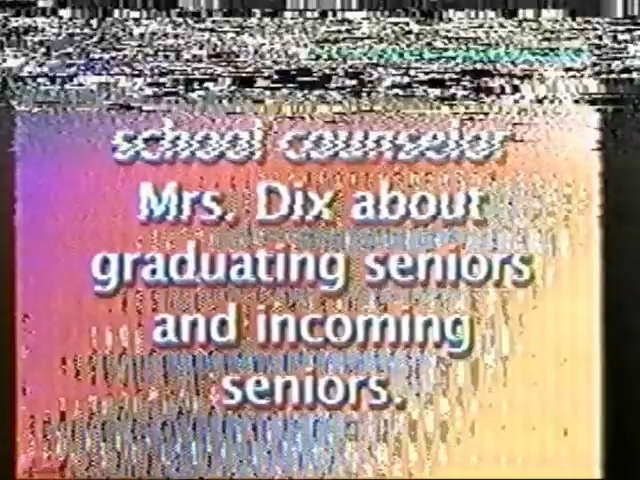 school counselor
Mrs. Dix about
graduating seniors
and incoming
seniors.